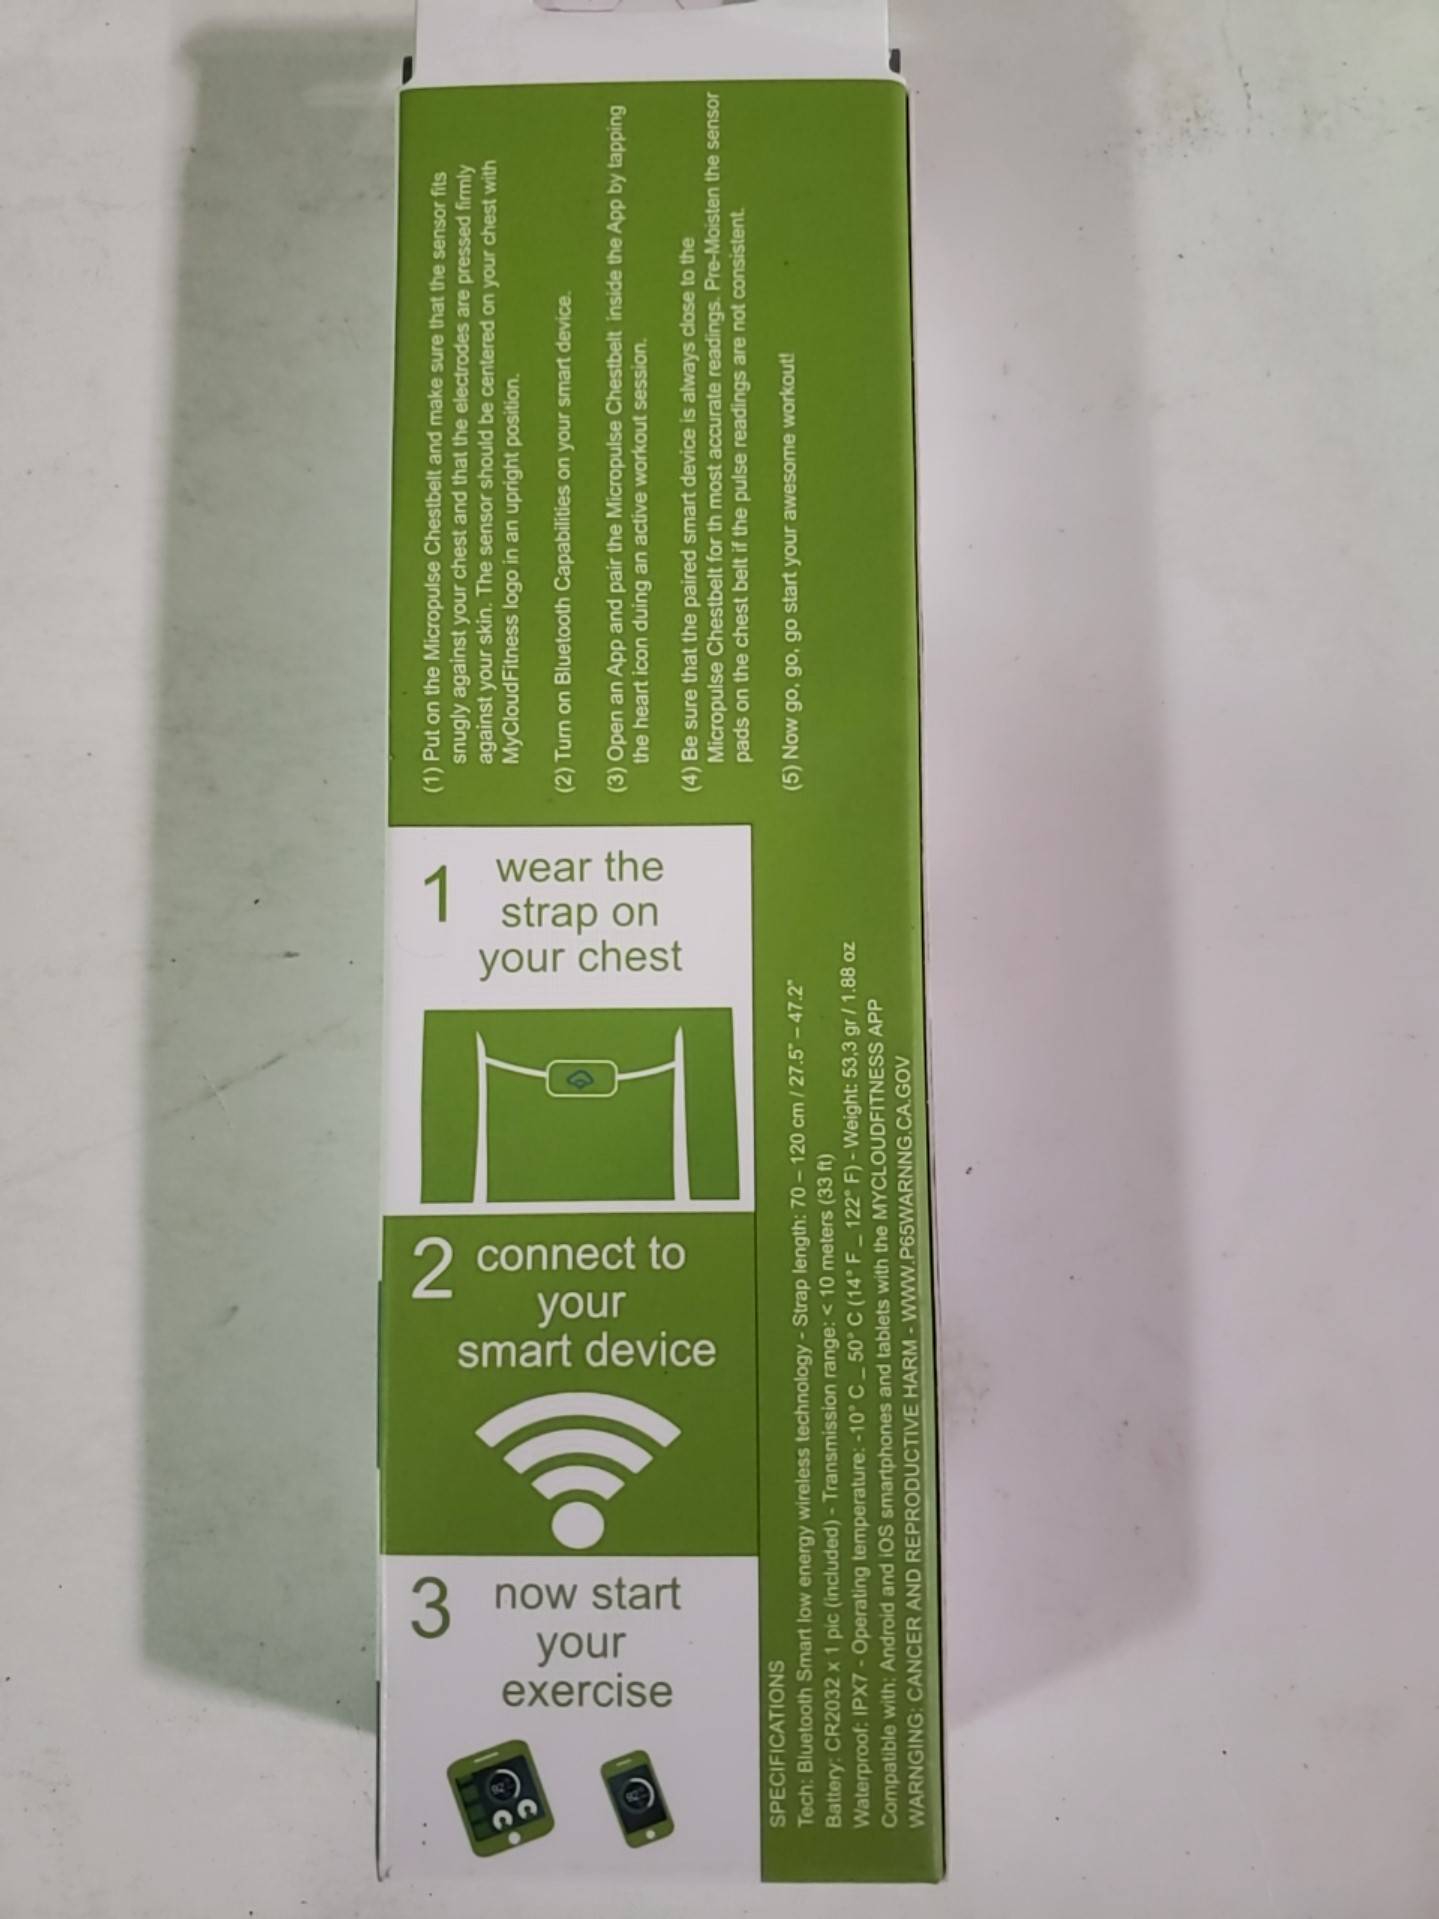 (1) Put on the Micropulse Chestbelt and make sure that the sensor fits
snugly against your chest and that the electrodes are pressed firmly
against your skin. The sensor should be centered on your chest with
MyCloudFitness logo in an upright position.
(2) Turn on Bluetooth Capabilities on your smart device.
(3) Open an App and pair the Micropulse Chestbelt inside the App by tapping
the heart icon duing an active workout session.
(4) Be sure that the paired smart device is always close to the
Micropulse Chestbelt for th most accurate readings. Pre-Moisten the sensor
pads on the chest belt if the pulse readings are not consistent.
(5) Now go, go, go start your awesome workout!
1
wear the
strap on
your chest
2
connect to
your
smart device
3
now start
your
exercise
SPECIFICATIONS
Tech: Bluetooth Smart low energy wireless technology - Strap length: 70 – 120 cm / 27.5" – 47.2"
Battery: CR2032 x 1 pic (included) - Transmission range: < 10 meters (33 ft)
Waterproof: IPX7 - Operating temperature: -10° C _ 50° C (14° F _ 122° F) - Weight: 53,3 gr / 1.88 oz
Compatible with: Android and iOS smartphones and tablets with the MYCLOUDFITNESS APP
WARNGING: CANCER AND REPRODUCTIVE HARM - WWW.P65WARNNG.CA.GOV